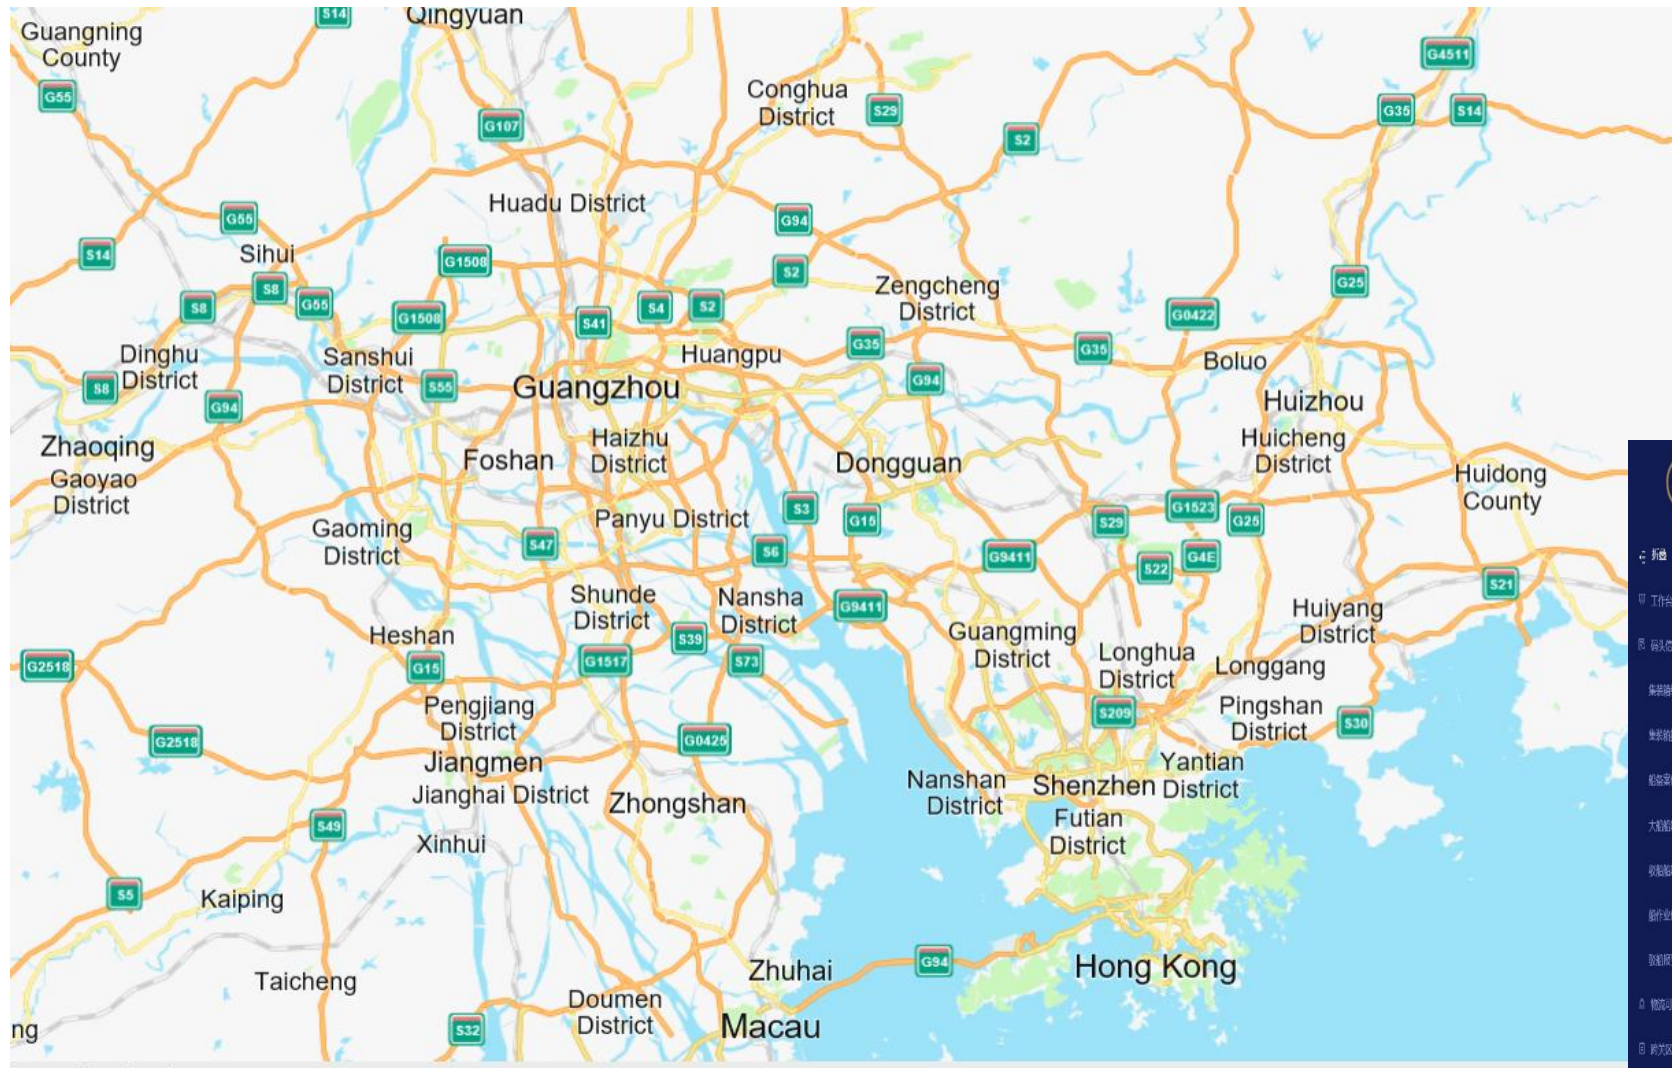 S14
Qingyuan
Guangning
County
G4511
G55
Conghua
District
S29
G35
S14
G107
S2
Huadu District
G55
G94
S14
Sihui
G1508
S2
S8
G55
S8
Zengcheng
District
G25
G1508
S41
S4
S2
G0422
Dinghu
District
Sanshui
District
Huangpu
G35
G35
Boluo
S8
S55
Guangzhou
G94
G94
Huizhou
Zhaoqing
Gaoyao
District
Foshan
Haizhu
District
Dongguan
Huicheng
District
Huidong
County
Gaoming
District
Panyu District
S3
G15
S29
G1523
G25
S47
S6
G9411
S22
G4E
折叠
S21
Shunde
District
Nansha
District
G9411
Huiyang
District
工作台
Heshan
S39
Guangming
District
Longhua
District
Longgang
G2518
G15
G1517
S73
Pengjiang
District
S209
Pingshan
District
S30
G2518
G0425
Jiangmen
Jianghai District
Zhongshan
Nanshan
District
Shenzhen
Yantian
District
S49
Xinhui
Futian
District
S5
Kaiping
Taicheng
Zhuhai
G94
Hong Kong
Doumen
District
ng
S32
Macau